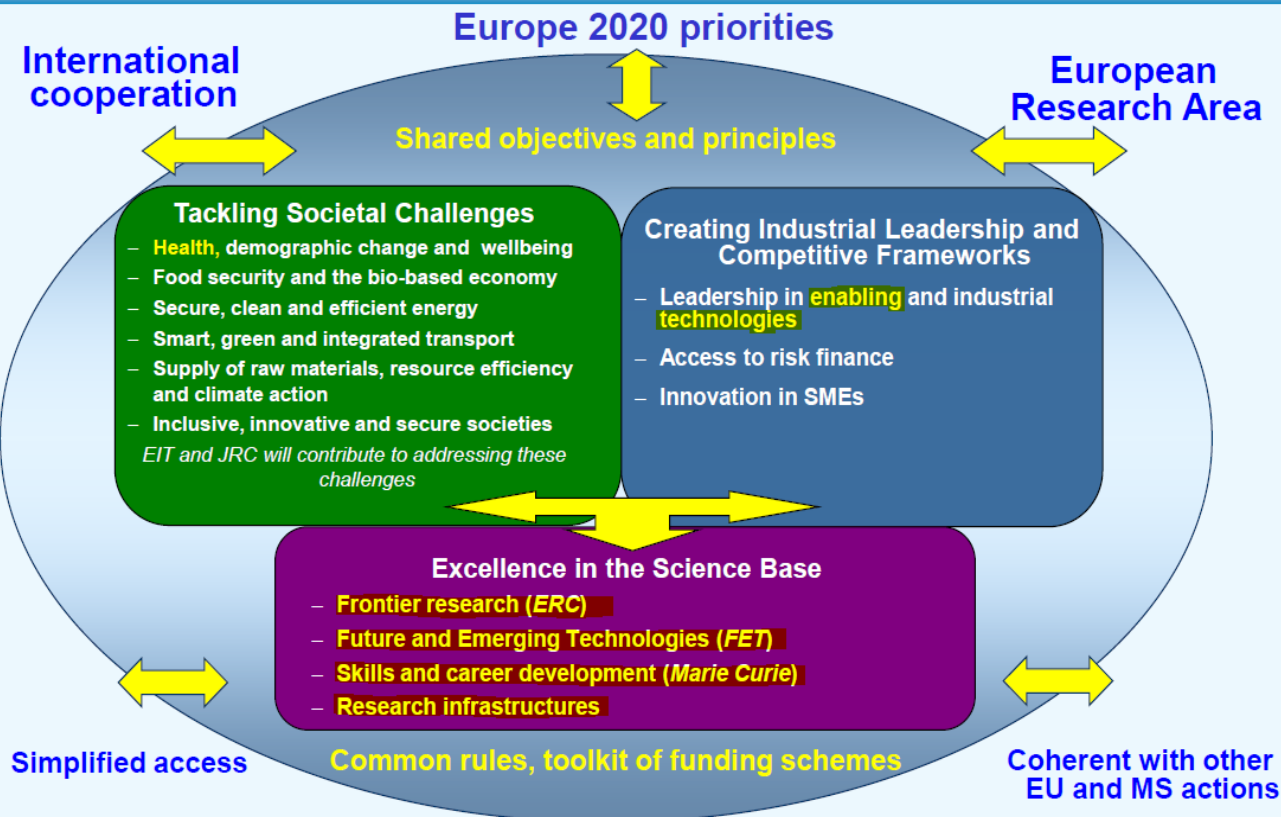 Europe 2020 priorities
International
cooperation
European
Research Area
Shared objectives and principles
Tackling Societal Challenges
– Health, demographic change and wellbeing
– Food security and the bio-based economy
– Secure, clean and efficient energy
– Smart, green and integrated transport
– Supply of raw materials, resource efficiency
and climate action
– Inclusive, innovative and secure societies
EIT and JRC will contribute to addressing these
challenges
Creating Industrial Leadership and
Competitive Frameworks
– Leadership in enabling and industrial
technologies
– Access to risk finance
– Innovation in SMEs
Excellence in the Science Base
– Frontier research (ERC)
– Future and Emerging Technologies (FET)
– Skills and career development (Marie Curie)
– Research infrastructures
Simplified access
Common rules, toolkit of funding schemes
Coherent with other
EU and MS actions